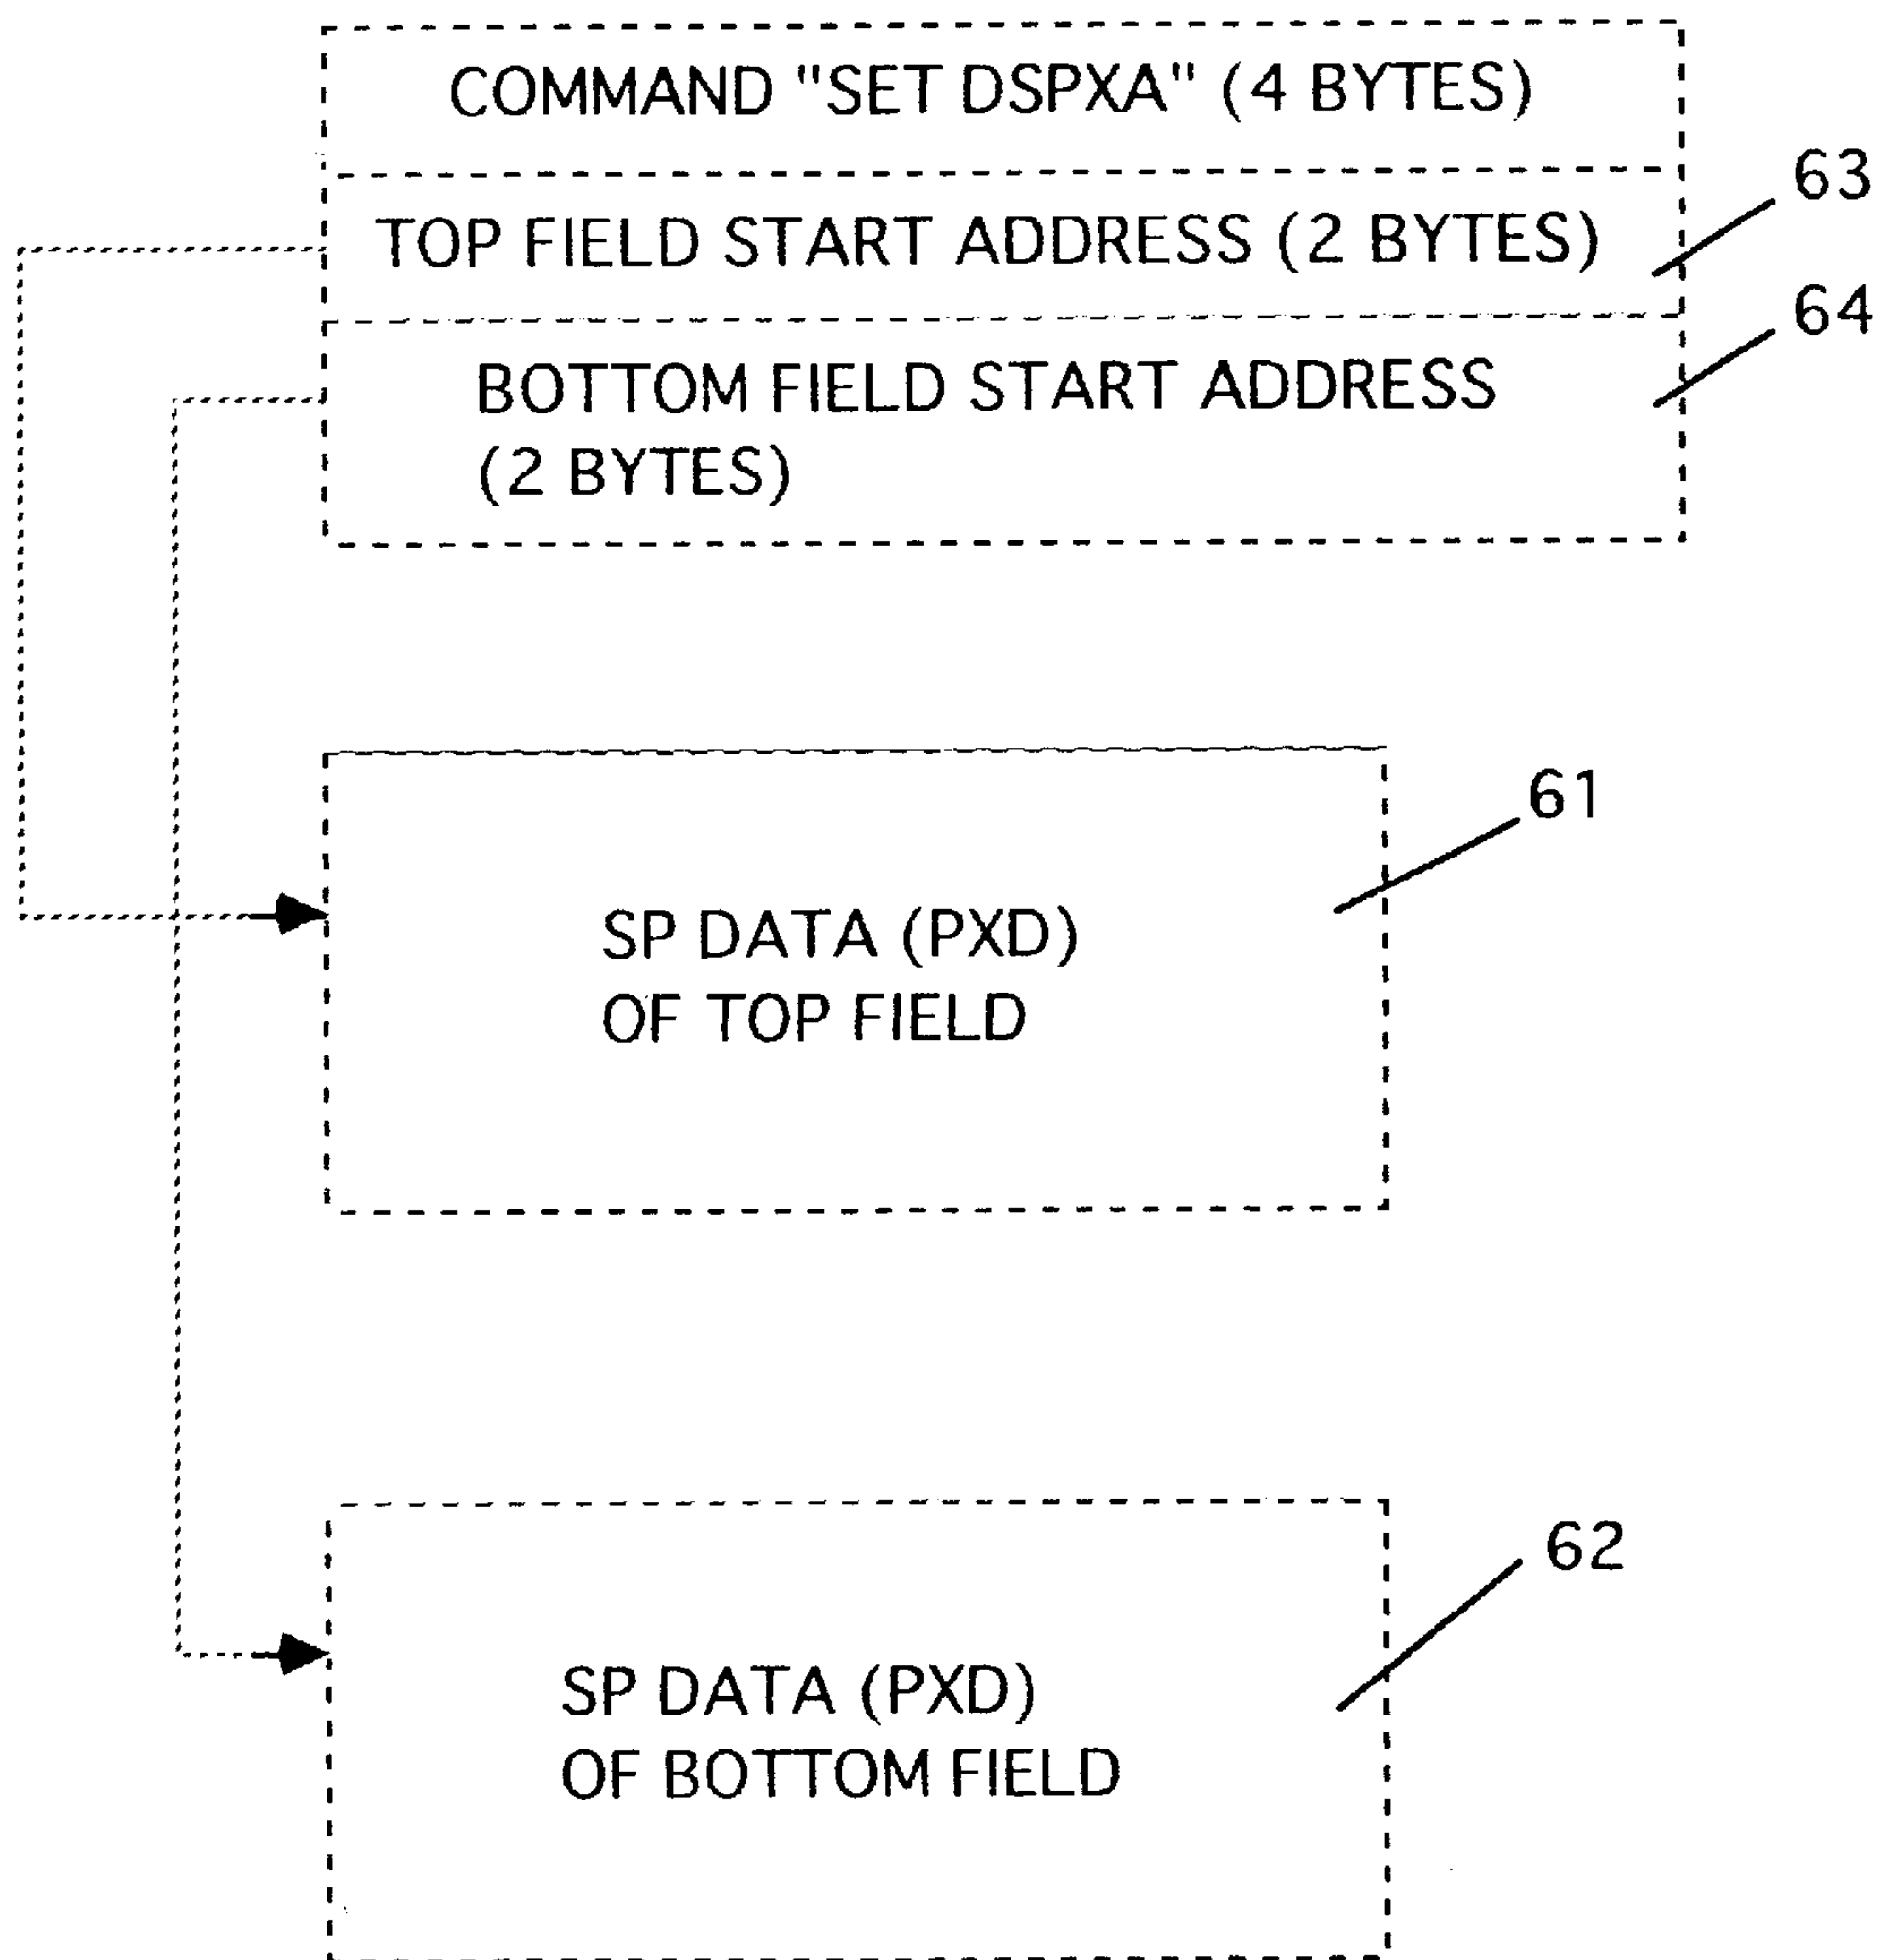 COMMAND "SET DSPXA" (4 BYTES)
63
TOP FIELD START ADDRESS (2 BYTES)
64
BOTTOM FIELD START ADDRESS
(2 BYTES)
61
SP DATA (PXD)
OF TOP FIELD
62
SP DATA (PXD)
OF BOTTOM FIELD